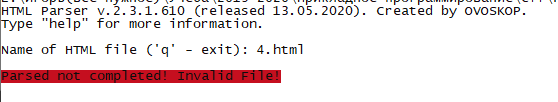 HTML Parser v.2.3.1.610 (released 13.05.2020). Created by OVOSKOP.
Type "help" for more information.
Name of HTML file ('q' - exit): 4.html
Parsed not completed! Invalid File!